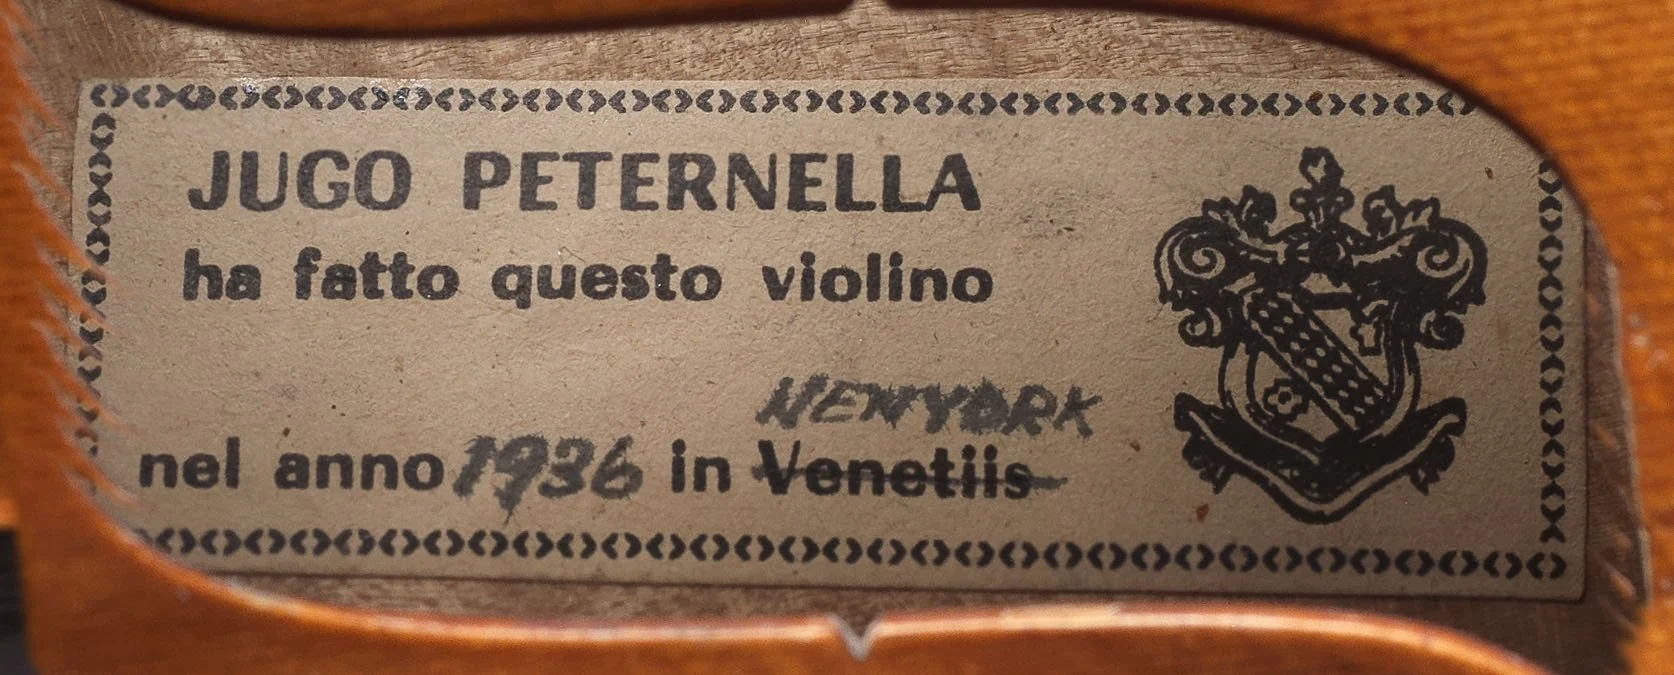 JUGO PETERNELLA
ha fatto questo violino
NEWYORK
nel anno 1936 in Venetiis